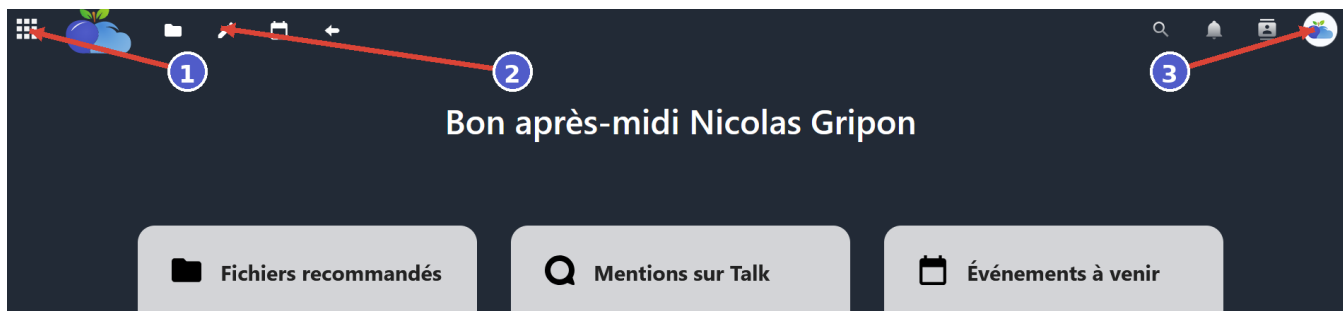 1
2
3
Bon après-midi Nicolas Gripon
Fichiers recommandés
Mentions sur Talk
Événements à venir